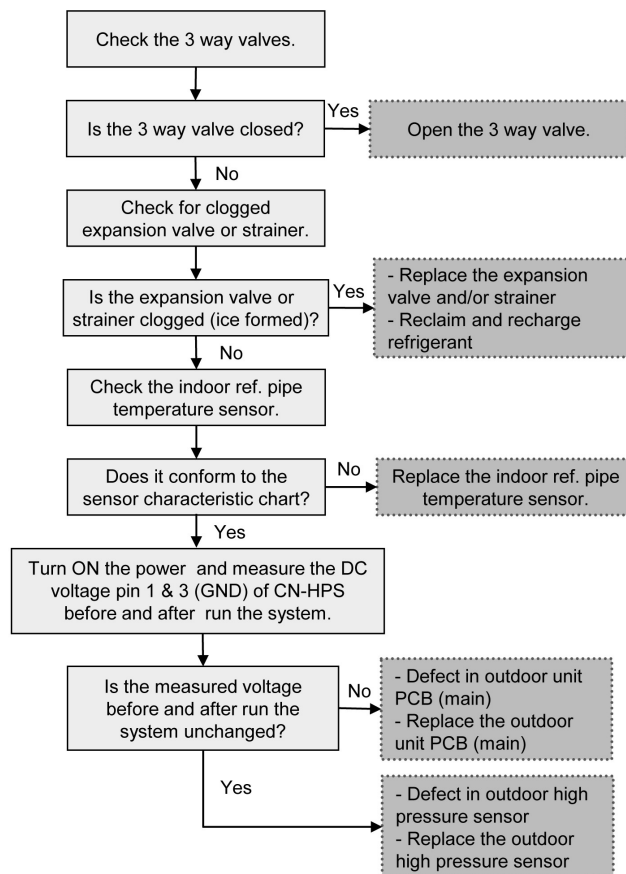 Check the 3 way valves.
Is the 3 way valve closed?
Yes
Open the 3 way valve.
No
Check for clogged
expansion valve or strainer.
Is the expansion valve or
strainer clogged (ice formed)?
Yes
- Replace the expansion
valve and/or strainer
- Reclaim and recharge
refrigerant
No
Check the indoor ref. pipe
temperature sensor.
Does it conform to the
sensor characteristic chart?
No
Replace the indoor ref. pipe
temperature sensor.
Yes
Turn ON the power and measure the DC
voltage pin 1 & 3 (GND) of CN-HPS
before and after run the system.
Is the measured voltage
before and after run the
system unchanged?
No
- Defect in outdoor unit
PCB (main)
- Replace the outdoor
unit PCB (main)
Yes
- Defect in outdoor high
pressure sensor
- Replace the outdoor
high pressure sensor